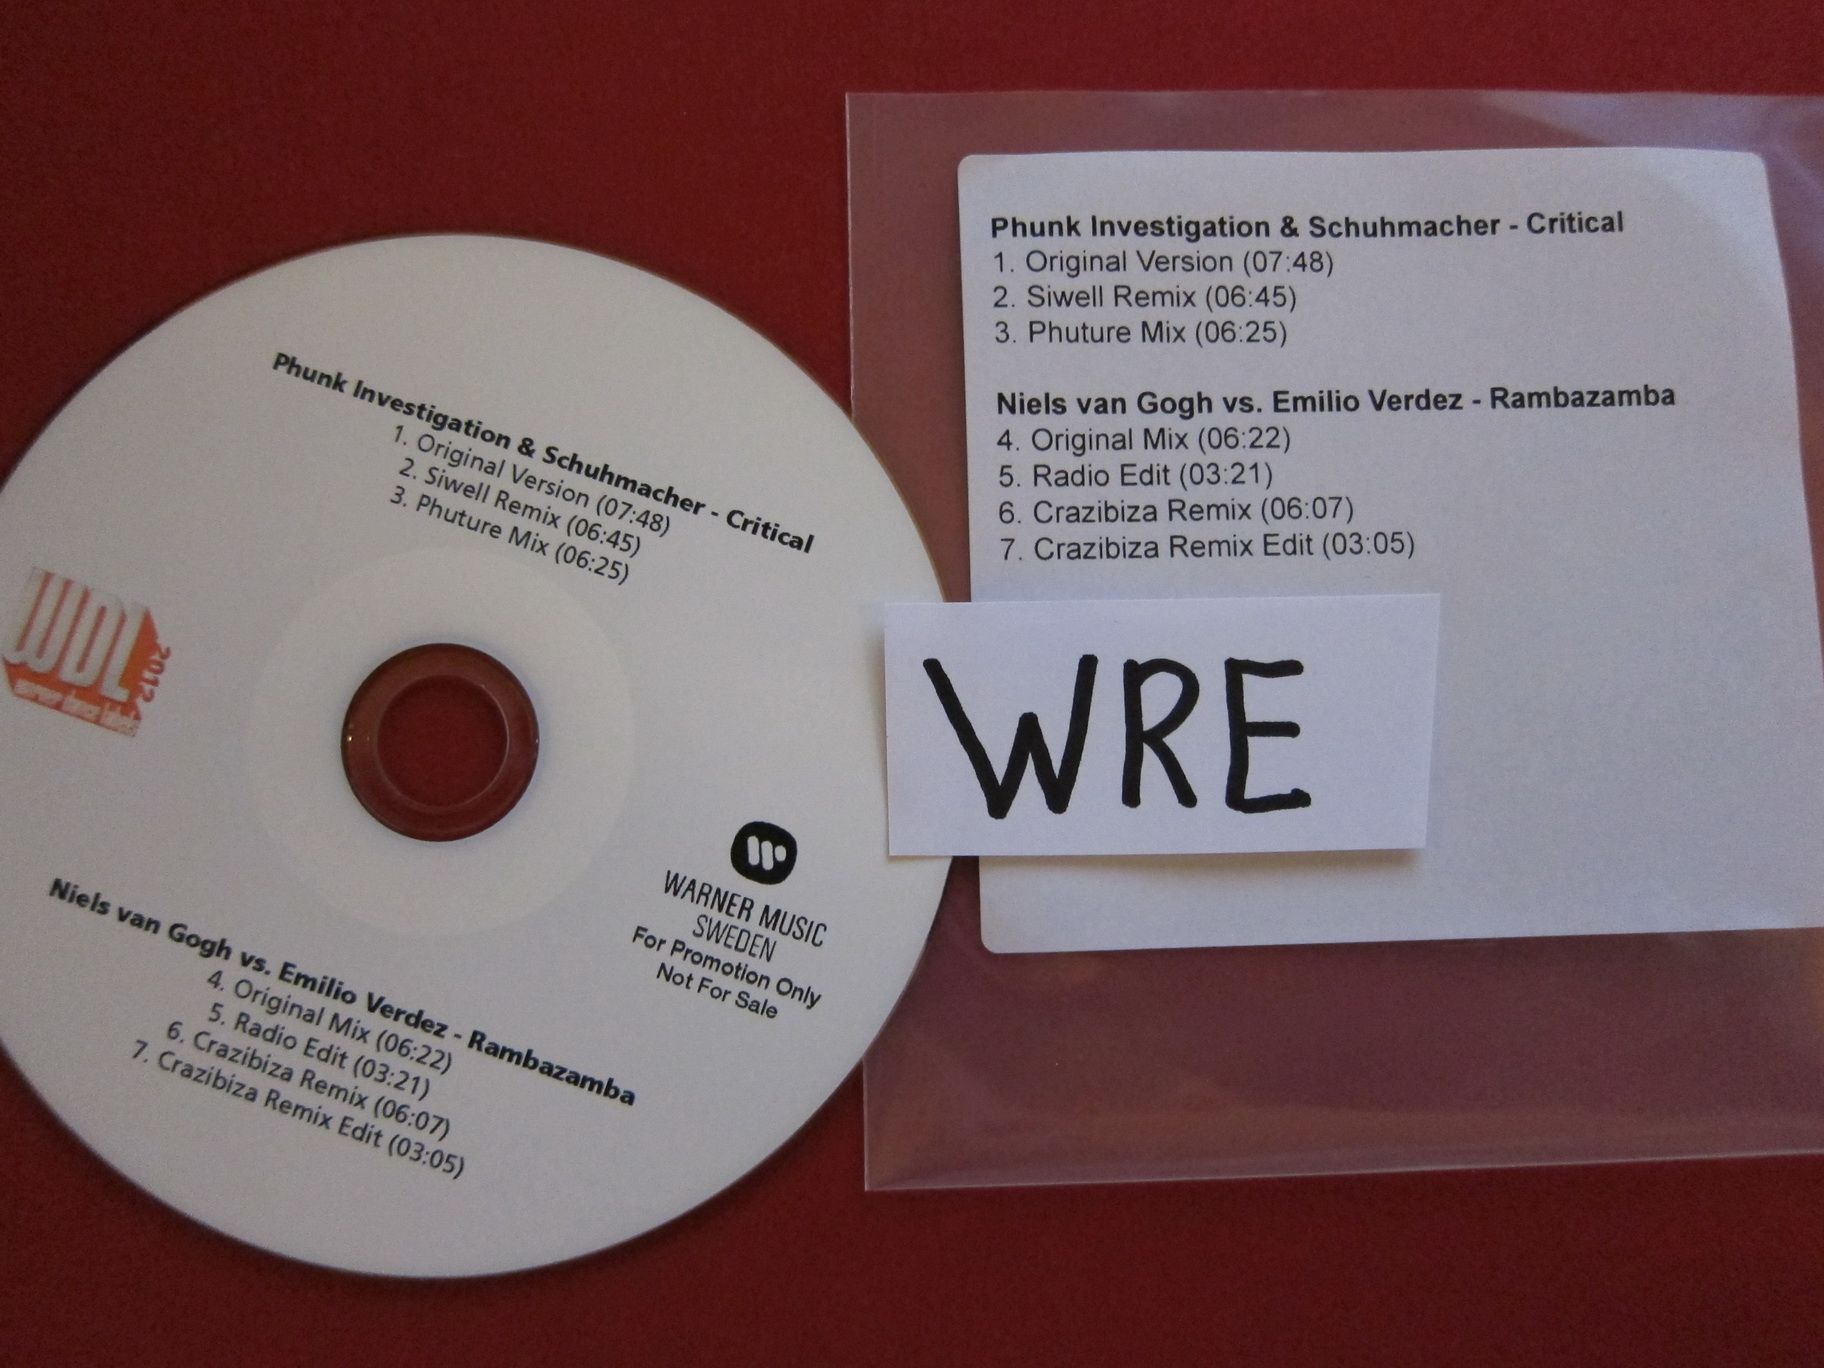 Phunk Investigation & Schuhmacher - Critical
1. Original Version (07:48)
2. Siwell Remix (06:45)
3. Phuture Mix (06:25)
WDL
2012
WARNER MUSIC
SWEDEN
For Promotion Only
Not For Sale
Niels van Gogh vs. Emilio Verdez - Rambazamba
4. Original Mix (06:22)
5. Radio Edit (03:21)
6. Crazibiza Remix (06:07)
7. Crazibiza Remix Edit (03:05)
Phunk Investigation & Schuhmacher - Critical
1. Original Version (07:48)
2. Siwell Remix (06:45)
3. Phuture Mix (06:25)
Niels van Gogh vs. Emilio Verdez - Rambazamba
4. Original Mix (06:22)
5. Radio Edit (03:21)
6. Crazibiza Remix (06:07)
7. Crazibiza Remix Edit (03:05)
WRE